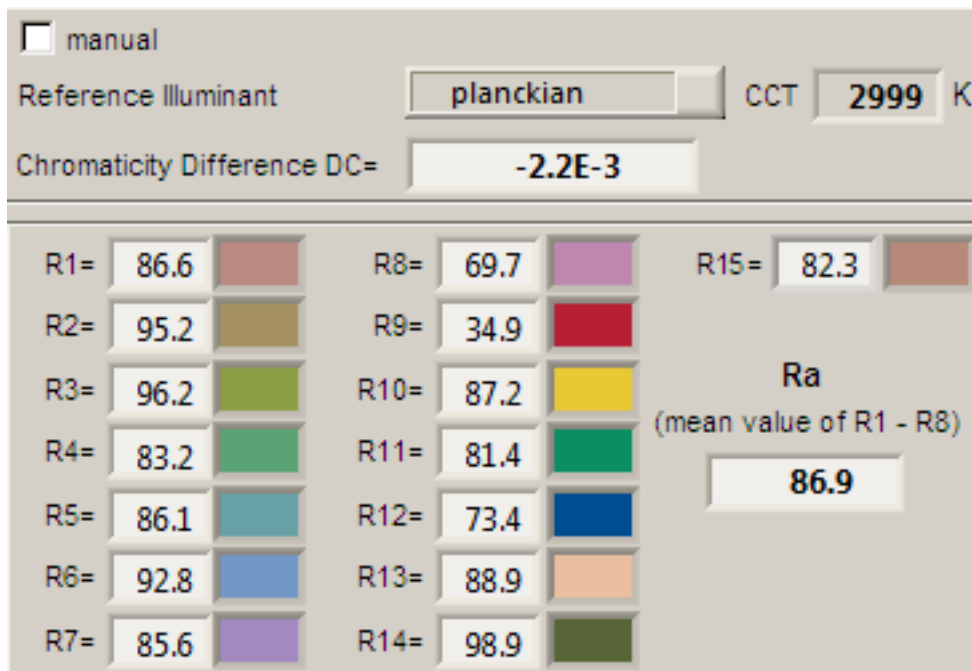 manual
Reference Illuminant planckian CCT 2999 K
Chromaticity Difference DC= -2.2E-3
R1= 86.6 R8= 69.7 R15= 82.3
R2= 95.2 R9= 34.9
R3= 96.2 R10= 87.2 Ra
(mean value of R1 - R8)
R4= 83.2 R11= 81.4
86.9
R5= 86.1 R12= 73.4
R6= 92.8 R13= 88.9
R7= 85.6 R14= 98.9